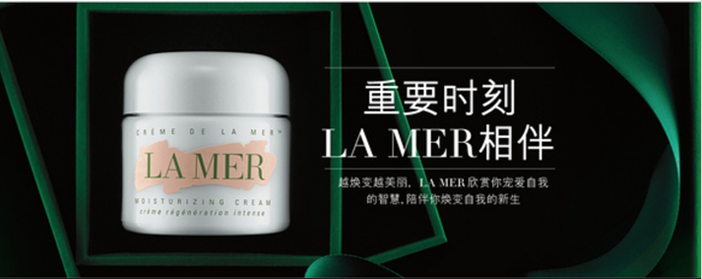 CRÈME DE LA MER™
LA MER
MOISTURIZING CREAM
crème régénération intense
重要时刻
LA MER相伴
越焕变越美丽，LA MER欣赏你宠爱自我
的智慧,陪伴你焕变自我的新生